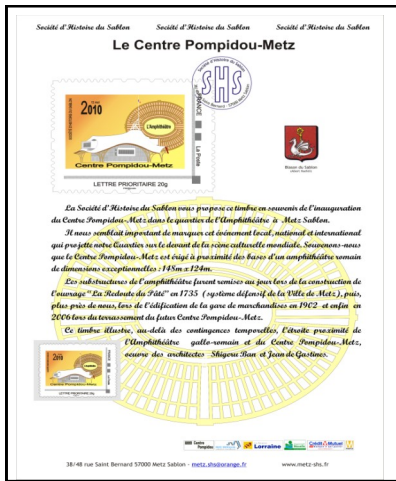 Société d'Histoire du Sablon Société d'Histoire du Sablon Société d'Histoire du Sablon
Le Centre Pompidou-Metz
2010
L'Amphithéâtre
Centre Pompidou-Metz
FRANCE
La Poste
LETTRE PRIORITAIRE 20g
SHS
La Société d'Histoire du Sablon vous propose ce timbre en souvenir de l'inauguration
du Centre Pompidou-Metz dans le quartier de l'Amphithéâtre à Metz Sablon.
Il nous semblait important de marquer cet événement local, national et international
qui projette notre Quartier sur le devant de la scène culturelle mondiale. Souvenons-nous
que le Centre Pompidou-Metz est érigé à proximité des bases d'un amphithéâtre romain
de dimensions exceptionnelles : 148m x 124m.
Les substructures de l'amphithéâtre furent remises au jour lors de la construction de
l'ouvrage "La Redoute du Pâté" en 1735 (système défensif de la Ville de Metz), puis,
plus près de nous, lors de l'édification de la gare de marchandises en 1902 et enfin en
2006 lors du terrassement du futur Centre Pompidou-Metz.
Ce timbre illustre, au-delà des contingences temporelles, l'étroite proximité de
l'Amphithéâtre gallo-romain et du Centre Pompidou-Metz,
oeuvre des architectes Shigeru Ban et Jean de Gastines.
2010
Centre Pompidou-Metz
LETTRE PRIORITAIRE 20g
Centre
Pompidou
Lorraine
Crédit Mutuel
38/48 rue Saint Bernard 57000 Metz Sablon - metz.shs@orange.fr www.metz-shs.fr